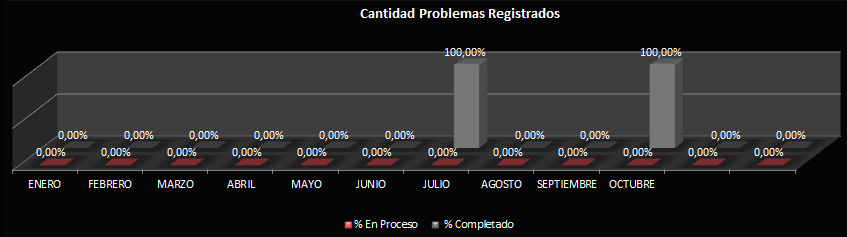 Cantidad Problemas Registrados
100,00% 100,00%
0,00% 0,00% 0,00% 0,00% 0,00% 0,00% 0,00% 0,00% 0,00% 0,00%
0,00% 0,00% 0,00% 0,00% 0,00% 0,00% 0,00% 0,00% 0,00% 0,00% 0,00% 0,00%
ENERO FEBRERO MARZO ABRIL MAYO JUNIO JULIO AGOSTO SEPTIEMBRE OCTUBRE
% En Proceso % Completado